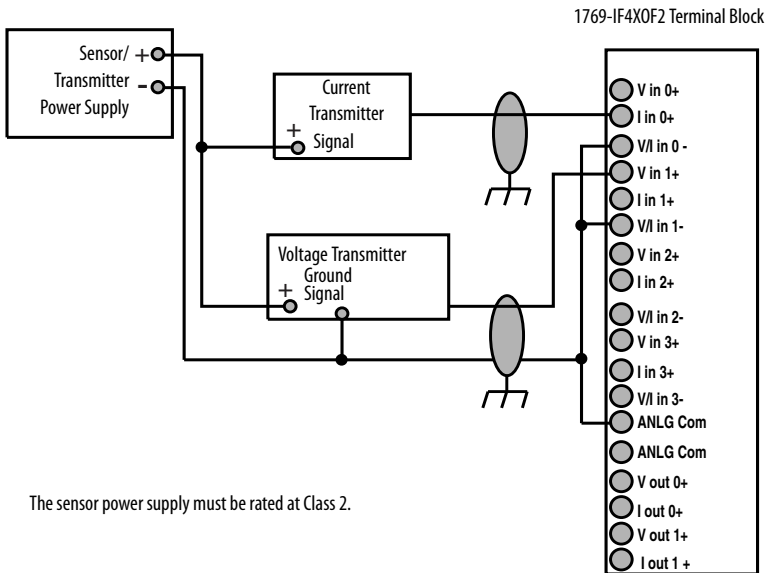 1769-IF4XOF2 Terminal Block
Sensor/ +
Transmitter -
Power Supply
Current
Transmitter
+ Signal
Voltage Transmitter
Ground
+ Signal
V in 0+
I in 0+
V/I in 0 -
V in 1+
I in 1+
V/I in 1-
V in 2+
I in 2+
V/I in 2-
V in 3+
I in 3+
V/I in 3-
ANLG Com
ANLG Com
V out 0+
I out 0+
V out 1+
I out 1 +
The sensor power supply must be rated at Class 2.